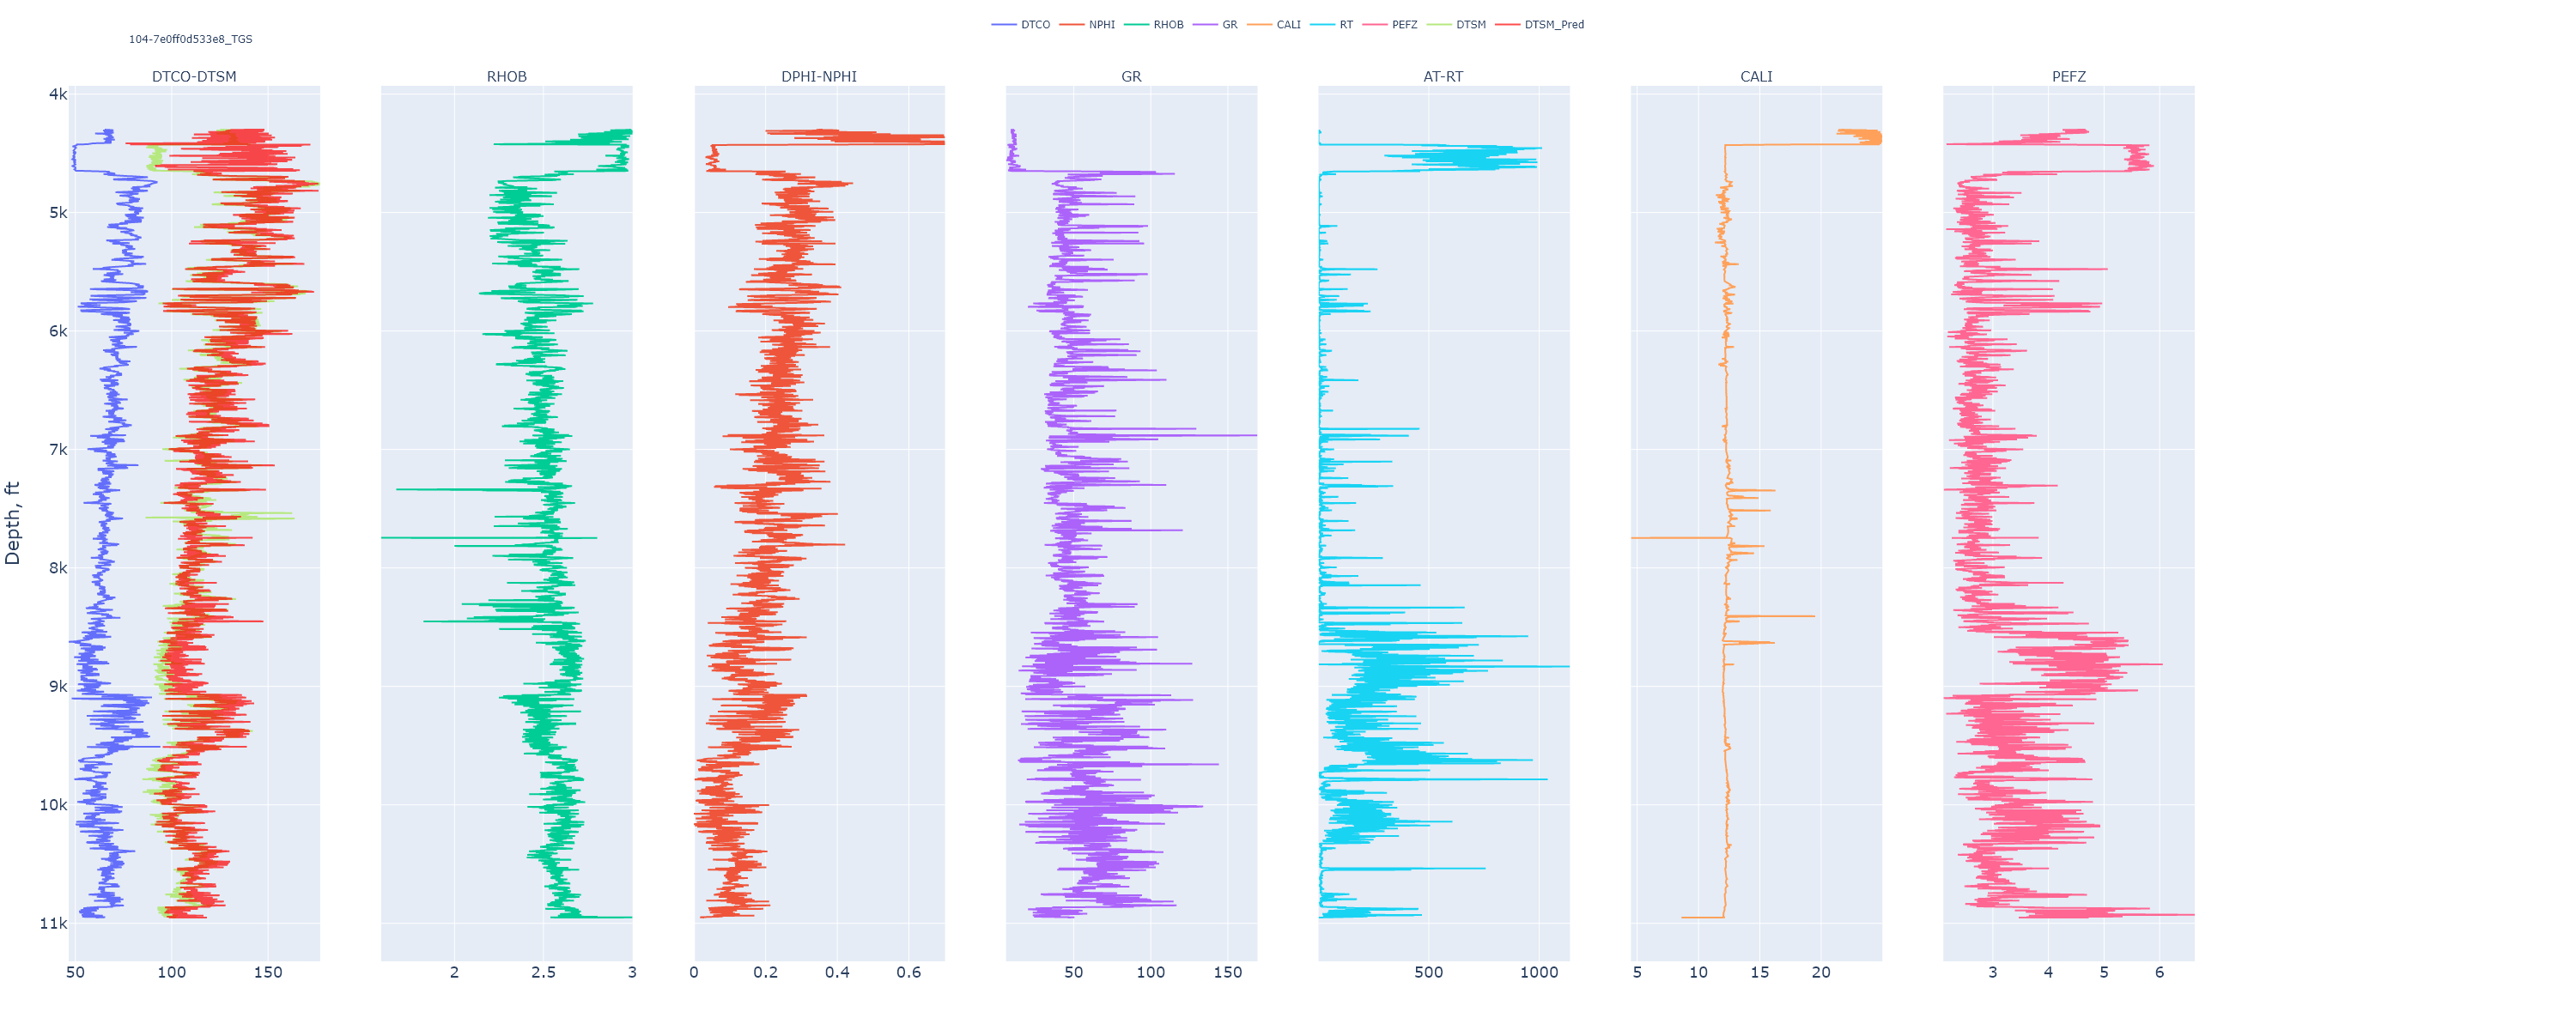 DTCO NPHI RHOB GR CALI RT PEFZ DTSM DTSM_Pred
104-7e0ff0d533e8_TGS
DTCO-DTSM RHOB DPHI-NPHI GR AT-RT CALI PEFZ
4k
5k
6k
7k
Depth, ft
8k
9k
10k
11k
50 100 150 2 2.5 3 0 0.2 0.4 0.6 50 100 150 500 1000 5 10 15 20 3 4 5 6